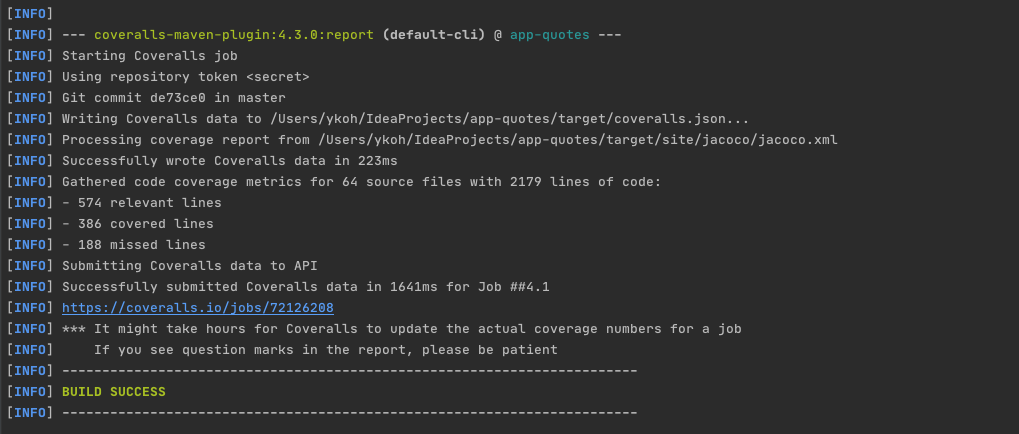 [INFO]
[INFO] --- coveralls-maven-plugin:4.3.0:report (default-cli) @ app-quotes ---
[INFO] Starting Coveralls job
[INFO] Using repository token <secret>
[INFO] Git commit de73ce0 in master
[INFO] Writing Coveralls data to /Users/ykoh/IdeaProjects/app-quotes/target/coveralls.json...
[INFO] Processing coverage report from /Users/ykoh/IdeaProjects/app-quotes/target/site/jacoco/jacoco.xml
[INFO] Successfully wrote Coveralls data in 223ms
[INFO] Gathered code coverage metrics for 64 source files with 2179 lines of code:
[INFO] - 574 relevant lines
[INFO] - 386 covered lines
[INFO] - 188 missed lines
[INFO] Submitting Coveralls data to API
[INFO] Successfully submitted Coveralls data in 1641ms for Job ##4.1
[INFO] https://coveralls.io/jobs/72126208
[INFO] *** It might take hours for Coveralls to update the actual coverage numbers for a job
[INFO]     If you see question marks in the report, please be patient
[INFO] ------------------------------------------------------------------------
[INFO] BUILD SUCCESS
[INFO] ------------------------------------------------------------------------